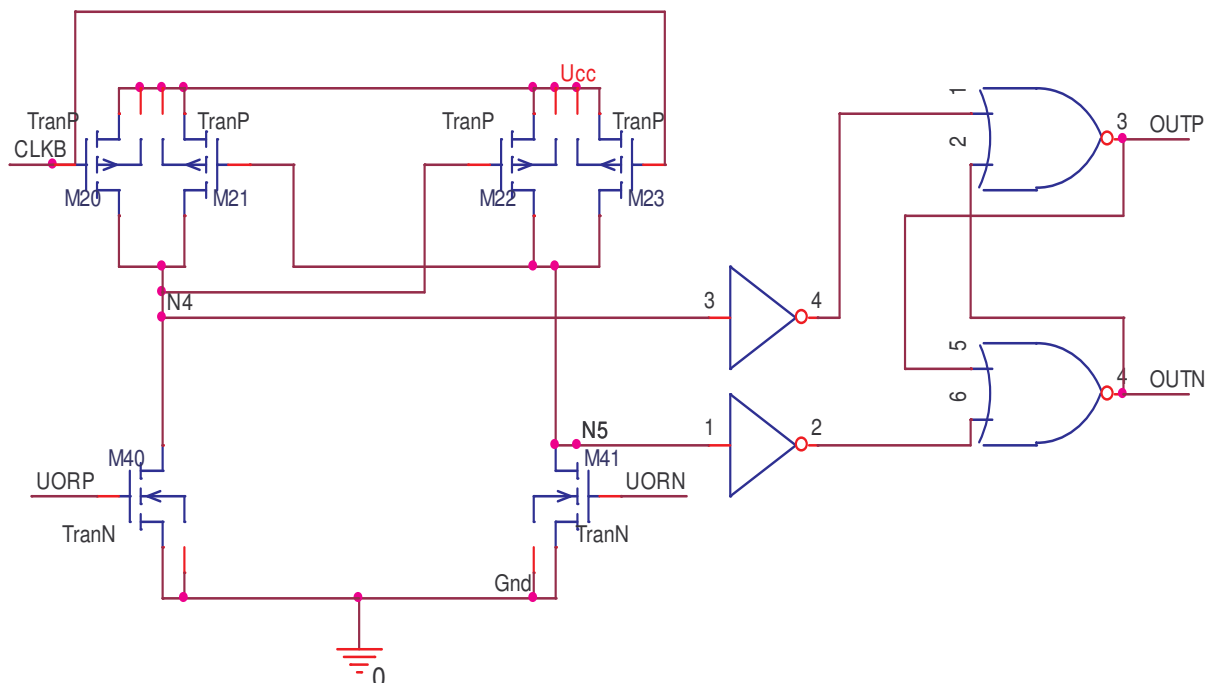 Ucc
TranP TranP TranP TranP
CLKB
M20 M21 M22 M23
1
2
3 OUTP
N4
3 4
5
6
4 OUTN
N5
1 2
M40 M41
UORP UORN
TranN TranN
Gnd
0